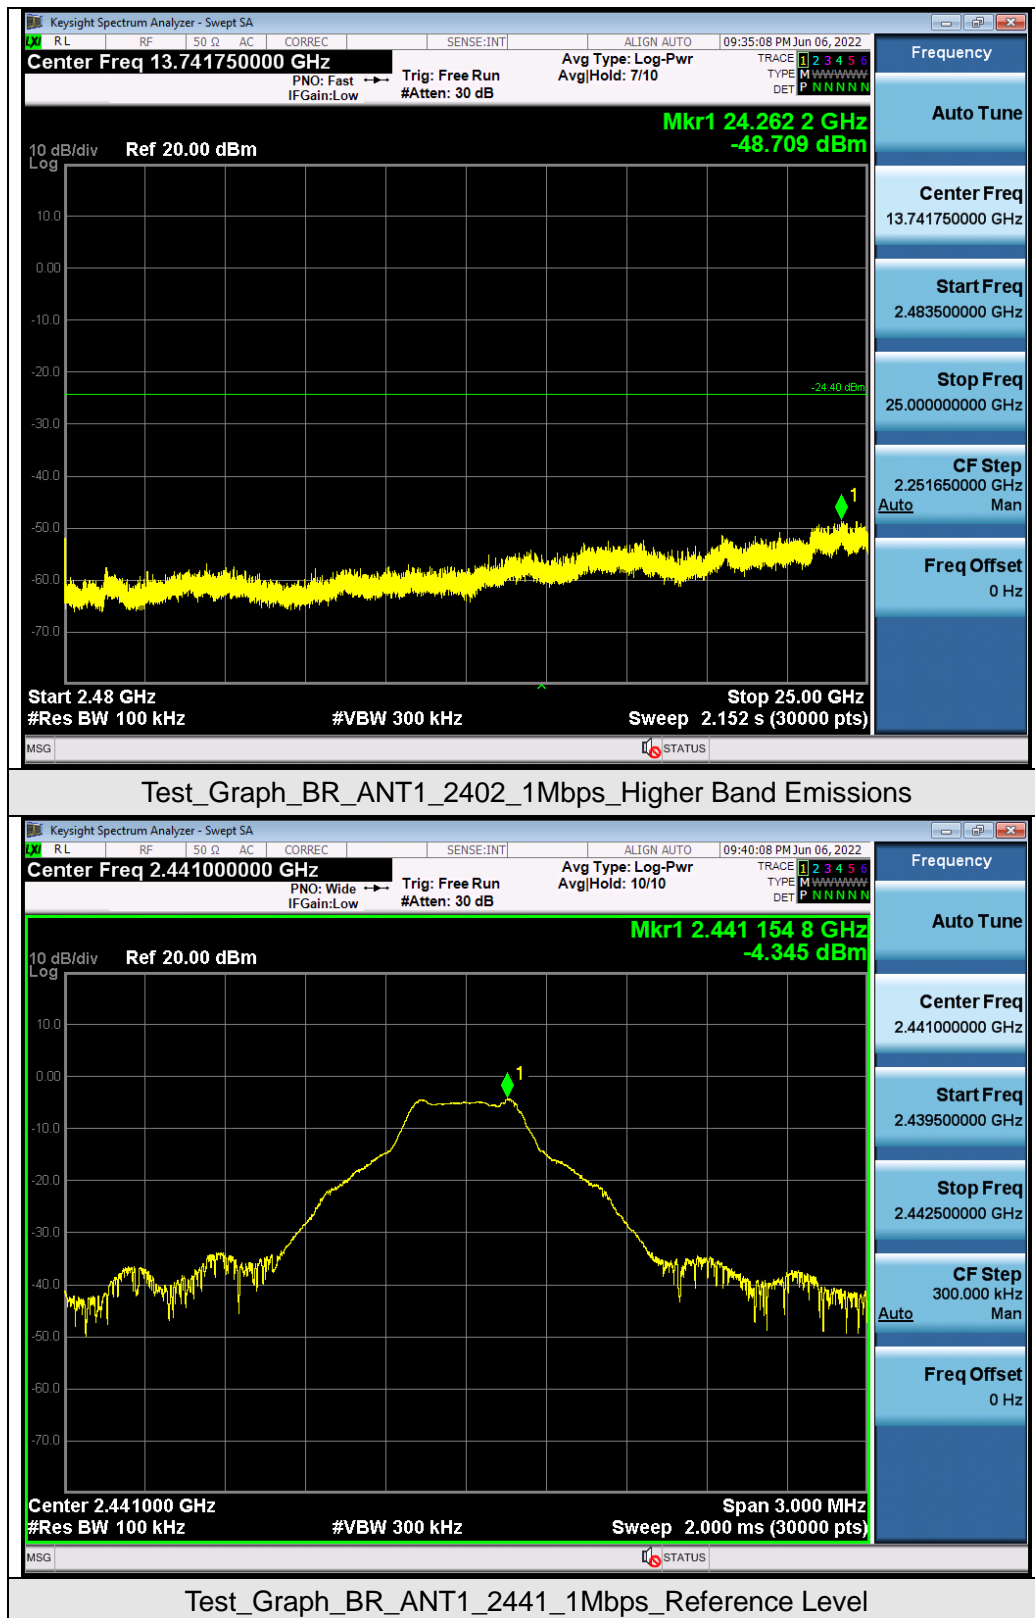 Keysight Spectrum Analyzer - Swept SA
LXI RL RF 50 Ω AC CORREC SENSE:INT ALIGN AUTO 09:35:08 PM Jun 06, 2022
Center Freq 13.741750000 GHz
PNO: Fast
IFGain:Low
Trig: Free Run
#Atten: 30 dB
Avg Type: Log-Pwr
Avg|Hold: 7/10
TRACE 1 2 3 4 5 6
TYPE M WWWWW
DET P N N N N N
Mkr1 24.262 2 GHz
-48.709 dBm
10 dB/div Ref 20.00 dBm
Log
10.0
0.00
-10.0
-20.0
-24.40 dBm
-30.0
-40.0
1
-50.0
-60.0
-70.0
Start 2.48 GHz Stop 25.00 GHz
#Res BW 100 kHz #VBW 300 kHz Sweep 2.152 s (30000 pts)
MSG STATUS
Frequency
Auto Tune
Center Freq
13.741750000 GHz
Start Freq
2.483500000 GHz
Stop Freq
25.000000000 GHz
CF Step
2.251650000 GHz
Auto Man
Freq Offset
0 Hz
Test_Graph_BR_ANT1_2402_1Mbps_Higher Band Emissions
Keysight Spectrum Analyzer - Swept SA
LXI RL RF 50 Ω AC CORREC SENSE:INT ALIGN AUTO 09:40:08 PM Jun 06, 2022
Center Freq 2.441000000 GHz
PNO: Wide
IFGain:Low
Trig: Free Run
#Atten: 30 dB
Avg Type: Log-Pwr
Avg|Hold: 10/10
TRACE 1 2 3 4 5 6
TYPE M WWWWW
DET P N N N N N
Mkr1 2.441 154 8 GHz
-4.345 dBm
10 dB/div Ref 20.00 dBm
Log
10.0
0.00
1
-10.0
-20.0
-30.0
-40.0
-50.0
-60.0
-70.0
Center 2.441000 GHz Span 3.000 MHz
#Res BW 100 kHz #VBW 300 kHz Sweep 2.000 ms (30000 pts)
MSG STATUS
Frequency
Auto Tune
Center Freq
2.441000000 GHz
Start Freq
2.439500000 GHz
Stop Freq
2.442500000 GHz
CF Step
300.000 kHz
Auto Man
Freq Offset
0 Hz
Test_Graph_BR_ANT1_2441_1Mbps_Reference Level